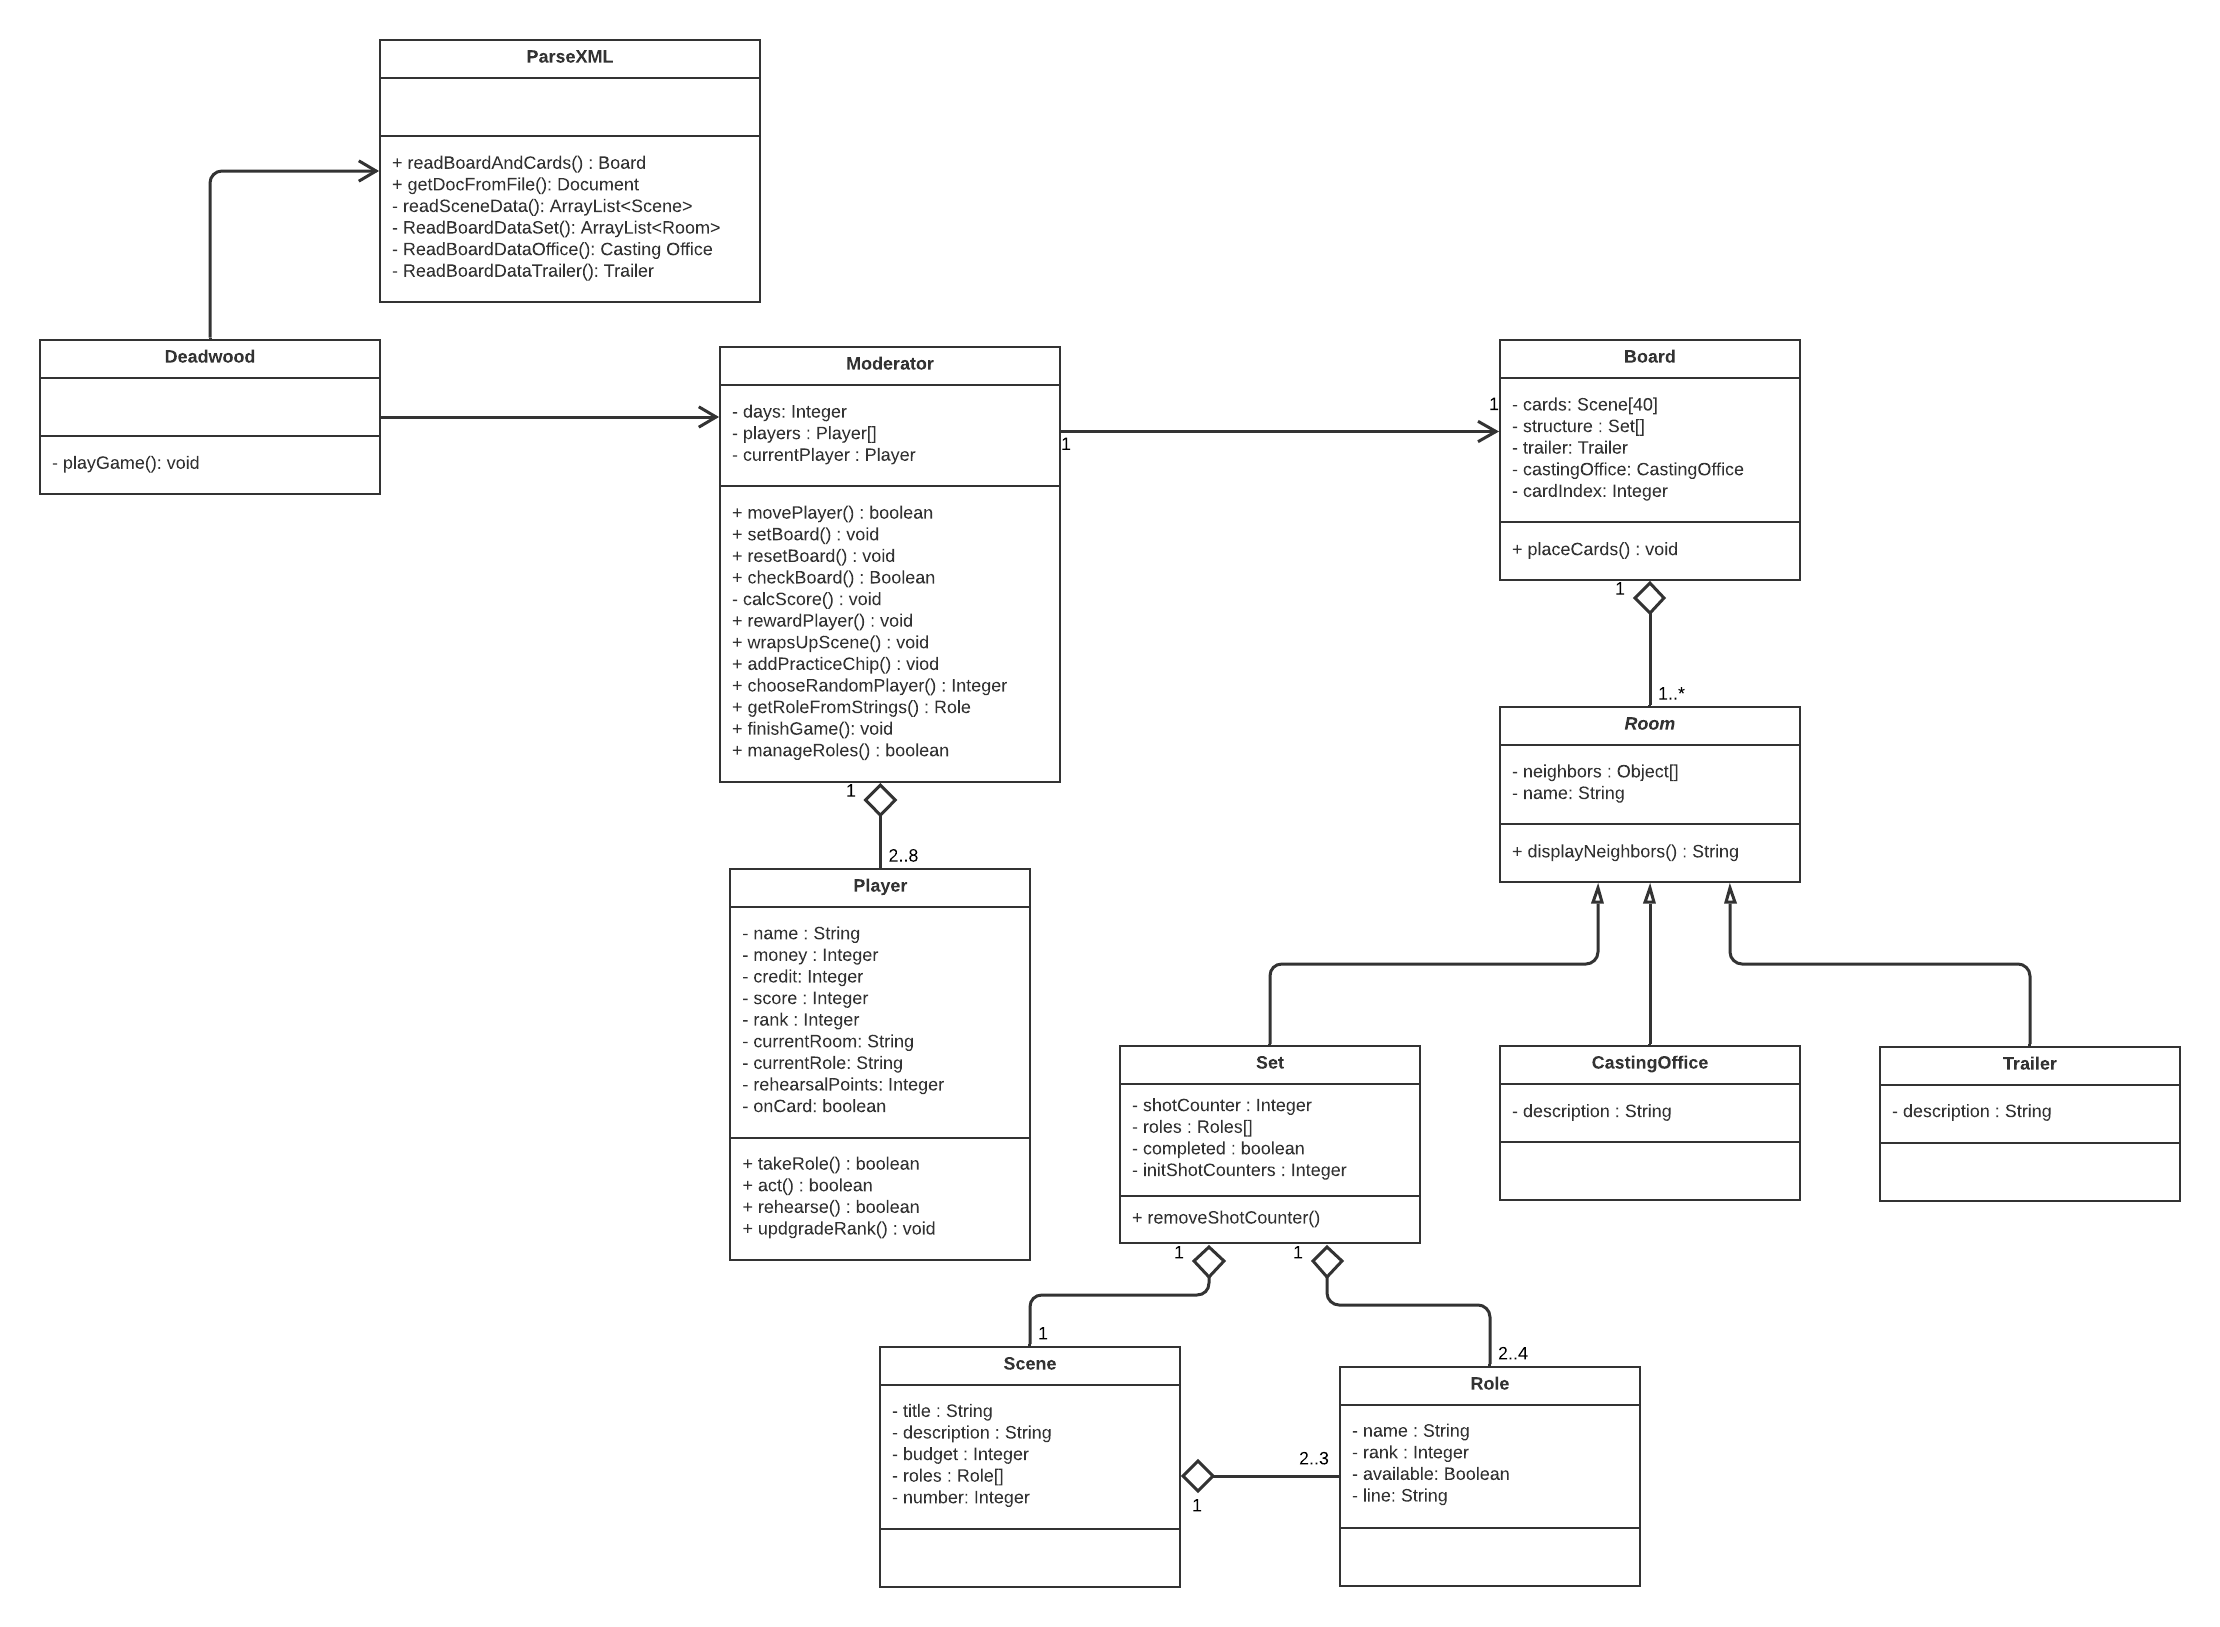 ParseXML
+ readBoardAndCards() : Board
+ getDocFromFile(): Document
- readSceneData(): ArrayList<Scene>
- ReadBoardDataSet(): ArrayList<Room>
- ReadBoardDataOffice(): Casting Office
- ReadBoardDataTrailer(): Trailer
Deadwood
- playGame(): void
Moderator
- days: Integer
- players : Player[]
- currentPlayer : Player
+ movePlayer() : boolean
+ setBoard() : void
+ resetBoard() : void
+ checkBoard() : Boolean
- calcScore() : void
+ rewardPlayer() : void
+ wrapsUpScene() : void
+ addPracticeChip() : viod
+ chooseRandomPlayer() : Integer
+ getRoleFromStrings() : Role
+ finishGame(): void
+ manageRoles() : boolean
1
1
Board
- cards: Scene[40]
- structure : Set[]
- trailer: Trailer
- castingOffice: CastingOffice
- cardIndex: Integer
+ placeCards() : void
1
1..*
Room
- neighbors : Object[]
- name: String
+ displayNeighbors() : String
1
2..8
Player
- name : String
- money : Integer
- credit: Integer
- score : Integer
- rank : Integer
- currentRoom: String
- currentRole: String
- rehearsalPoints: Integer
- onCard: boolean
+ takeRole() : boolean
+ act() : boolean
+ rehearse() : boolean
+ updgradeRank() : void
Set
- shotCounter : Integer
- roles : Roles[]
- completed : boolean
- initShotCounters : Integer
+ removeShotCounter()
CastingOffice
- description : String
Trailer
- description : String
1
1
1
2..4
Scene
- title : String
- description : String
- budget : Integer
- roles : Role[]
- number: Integer
2..3
1
Role
- name : String
- rank : Integer
- available: Boolean
- line: String